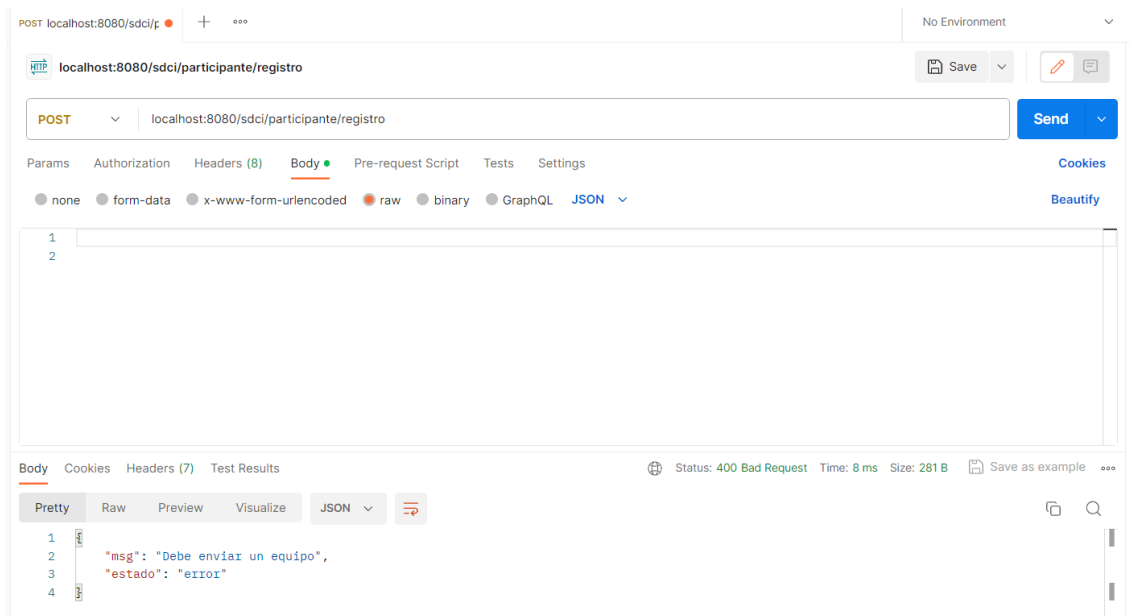 POST localhost:8080/sdci/p
No Environment
HTTP localhost:8080/sdci/participante/registro
Save
POST localhost:8080/sdci/participante/registro
Send
Params Authorization Headers (8) Body Pre-request Script Tests Settings Cookies
none form-data x-www-form-urlencoded raw binary GraphQL JSON Beautify
1
2
Body Cookies Headers (7) Test Results Status: 400 Bad Request Time: 8 ms Size: 281 B Save as example
Pretty Raw Preview Visualize JSON
1 {
2 "msg": "Debe enviar un equipo",
3 "estado": "error"
4 }